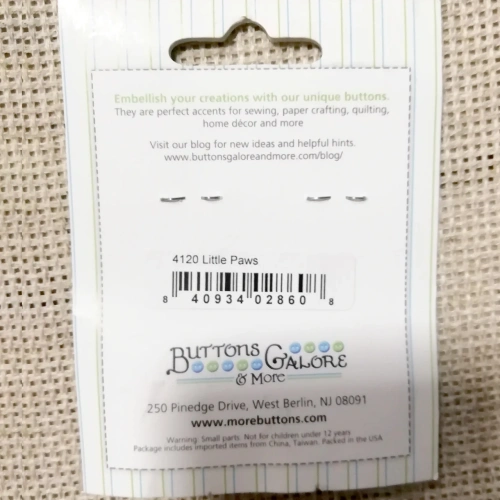 Embellish your creations with our unique buttons.
They are perfect accents for sewing, paper crafting, quilting,
home décor and more
Visit our blog for new ideas and helpful hints.
www.buttonsgaloreandmore.com/blog/
4120 Little Paws
8 40934 02860 8
BUTTONS GALORE
& MORE
250 Pinedge Drive, West Berlin, NJ 08091
www.morebuttons.com
Warning: Small parts. Not for children under 12 years
Package includes imported items from China, Taiwan. Packed in the USA